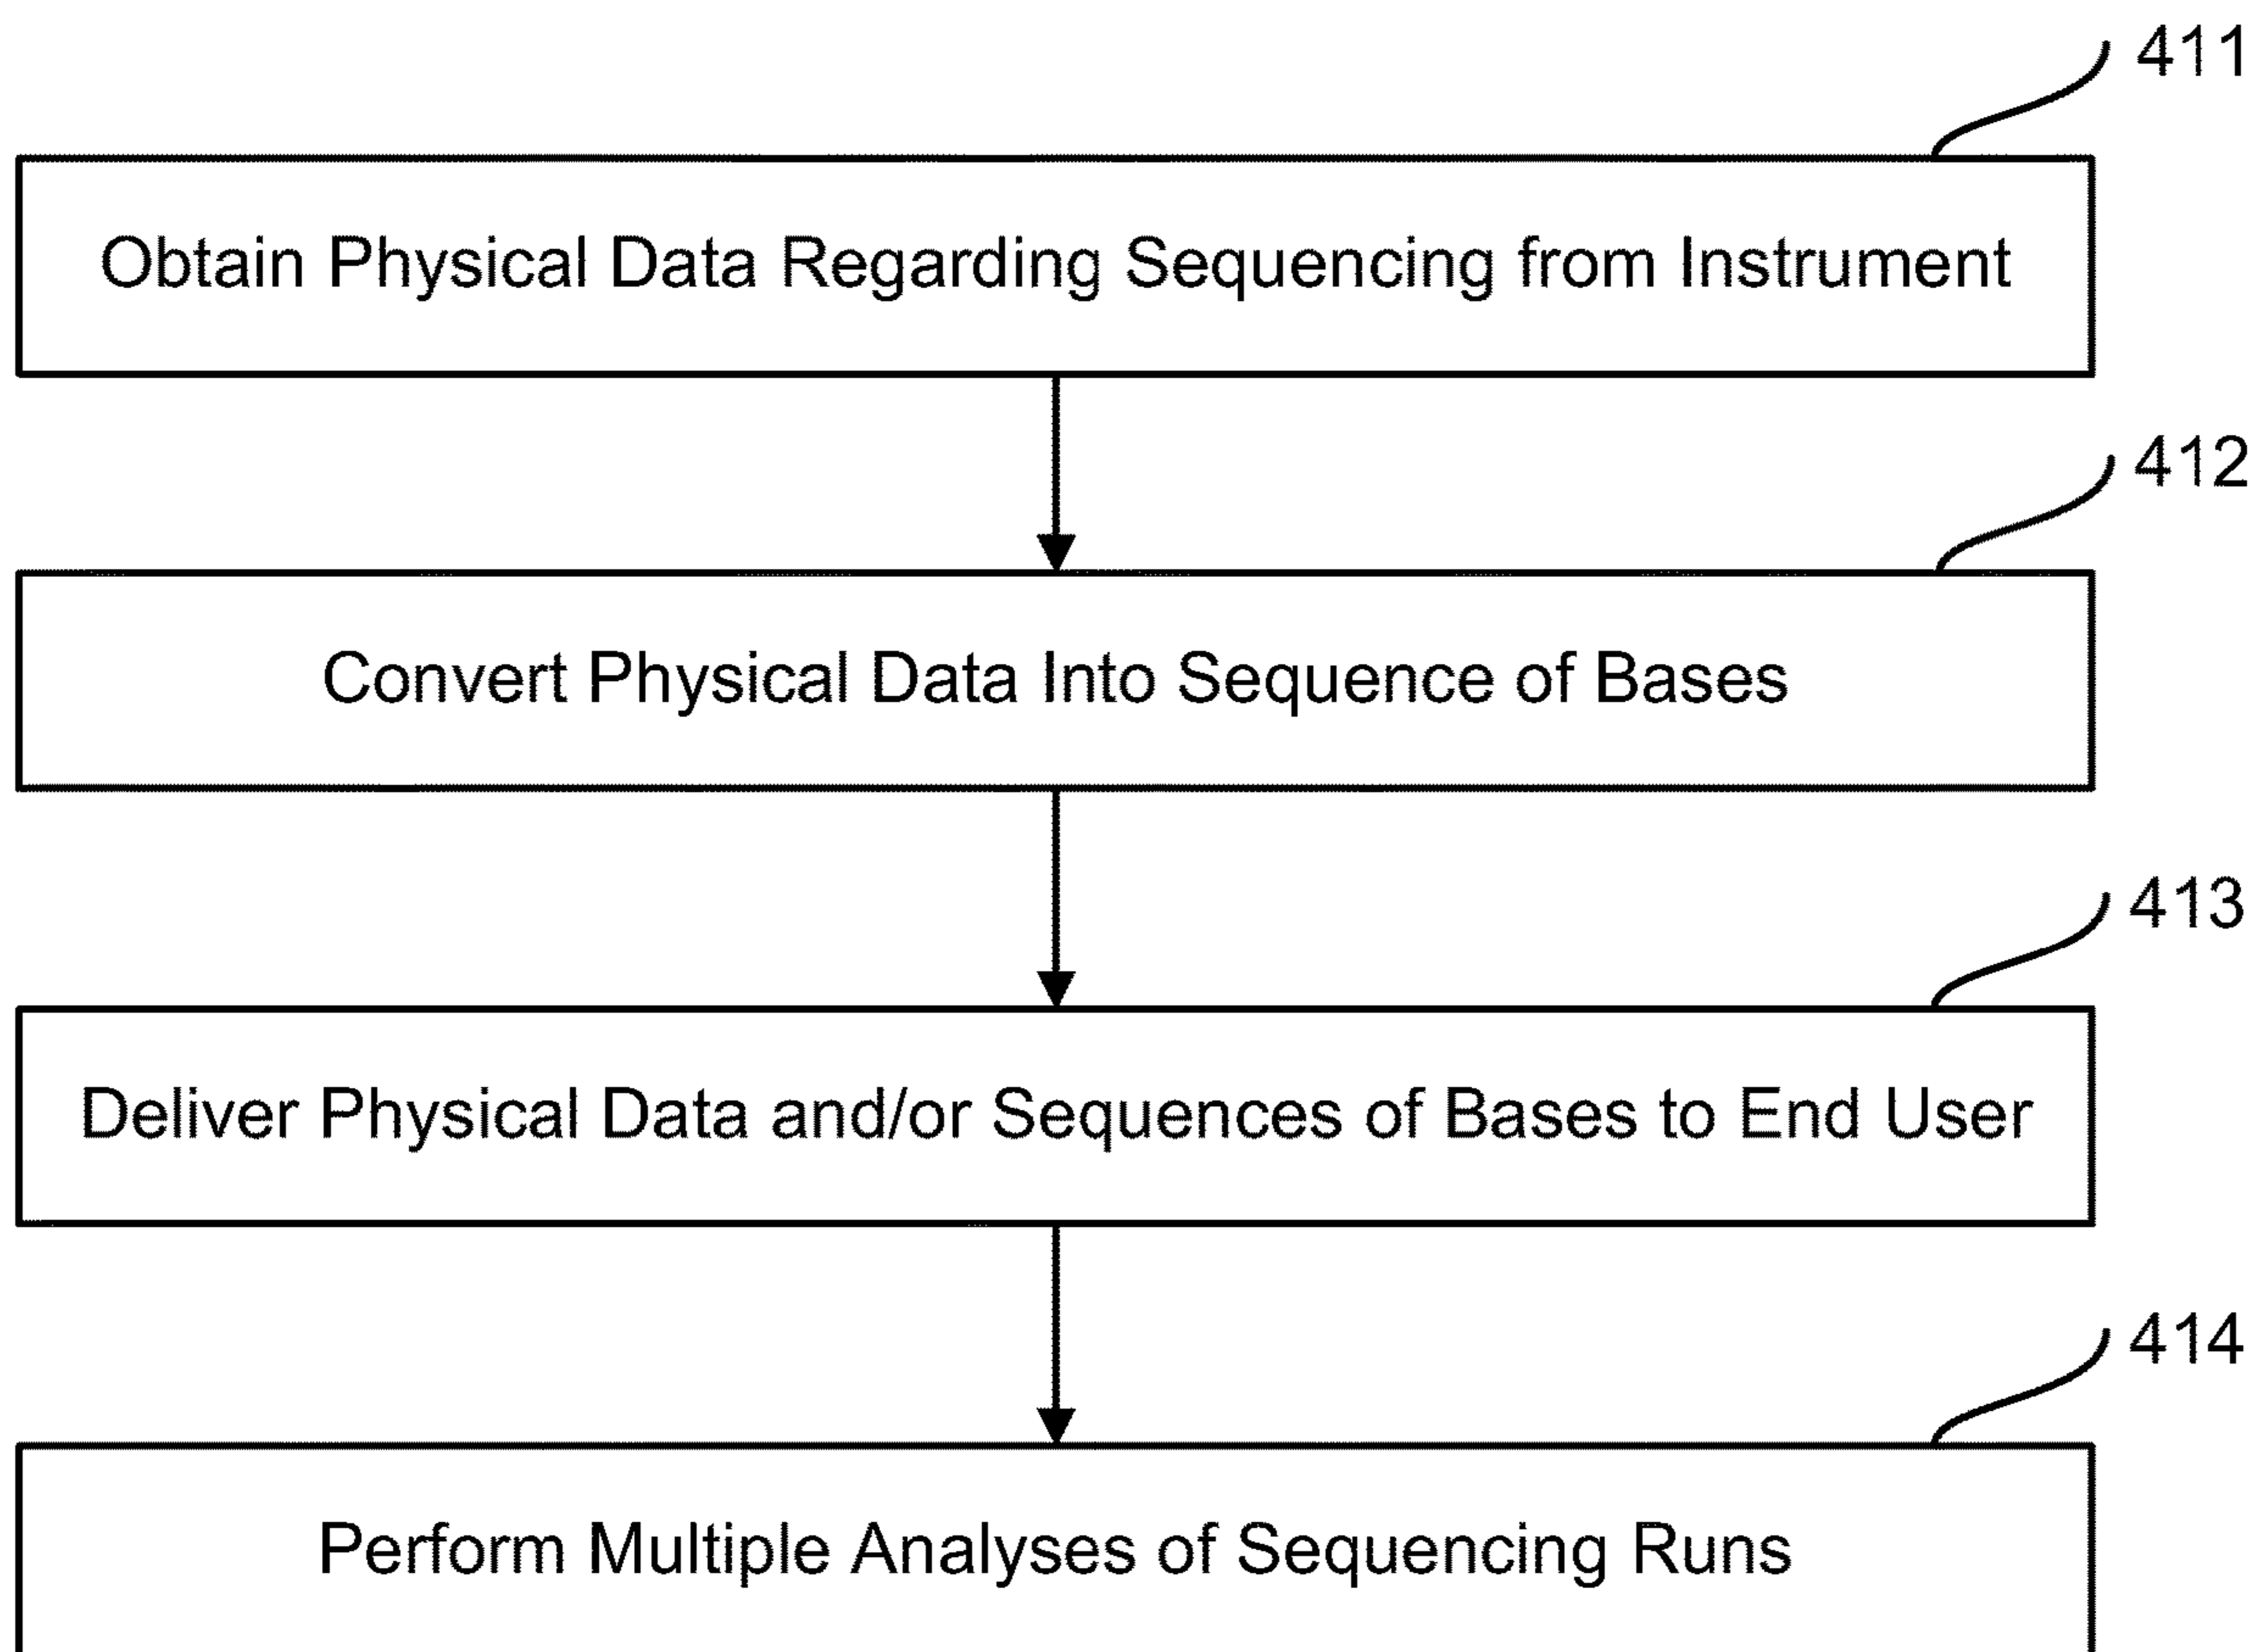 411
Obtain Physical Data Regarding Sequencing from Instrument
412
Convert Physical Data Into Sequence of Bases
413
Deliver Physical Data and/or Sequences of Bases to End User
414
Perform Multiple Analyses of Sequencing Runs